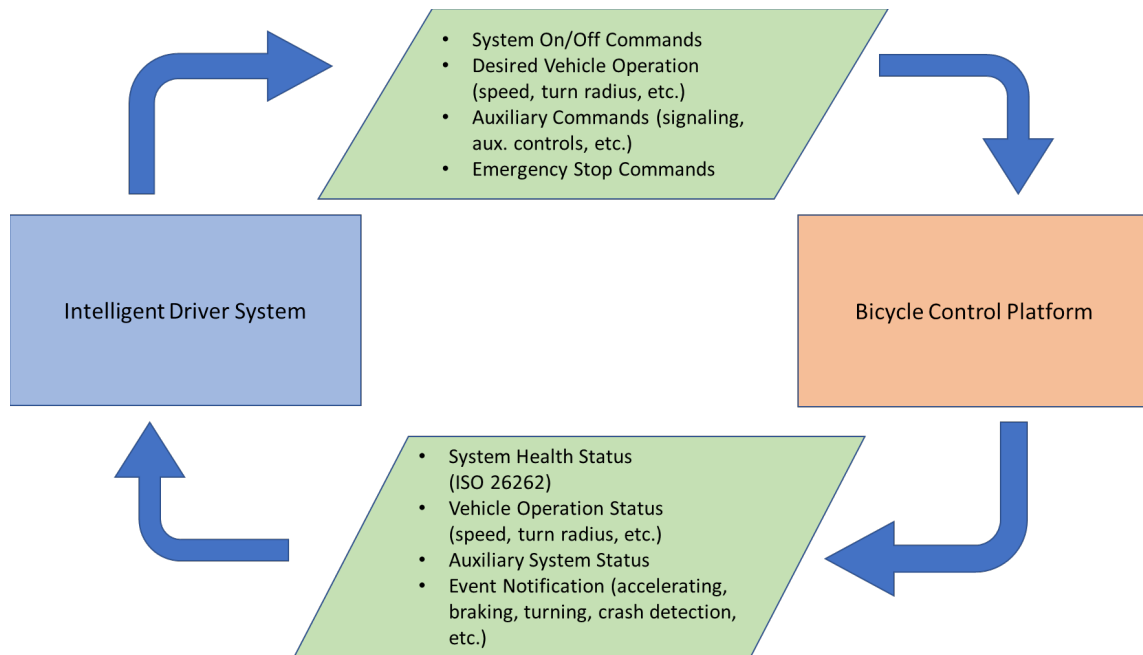 • System On/Off Commands
• Desired Vehicle Operation
(speed, turn radius, etc.)
• Auxiliary Commands (signaling,
aux. controls, etc.)
• Emergency Stop Commands
Intelligent Driver System
Bicycle Control Platform
• System Health Status
(ISO 26262)
• Vehicle Operation Status
(speed, turn radius, etc.)
• Auxiliary System Status
• Event Notification (accelerating,
braking, turning, crash detection,
etc.)